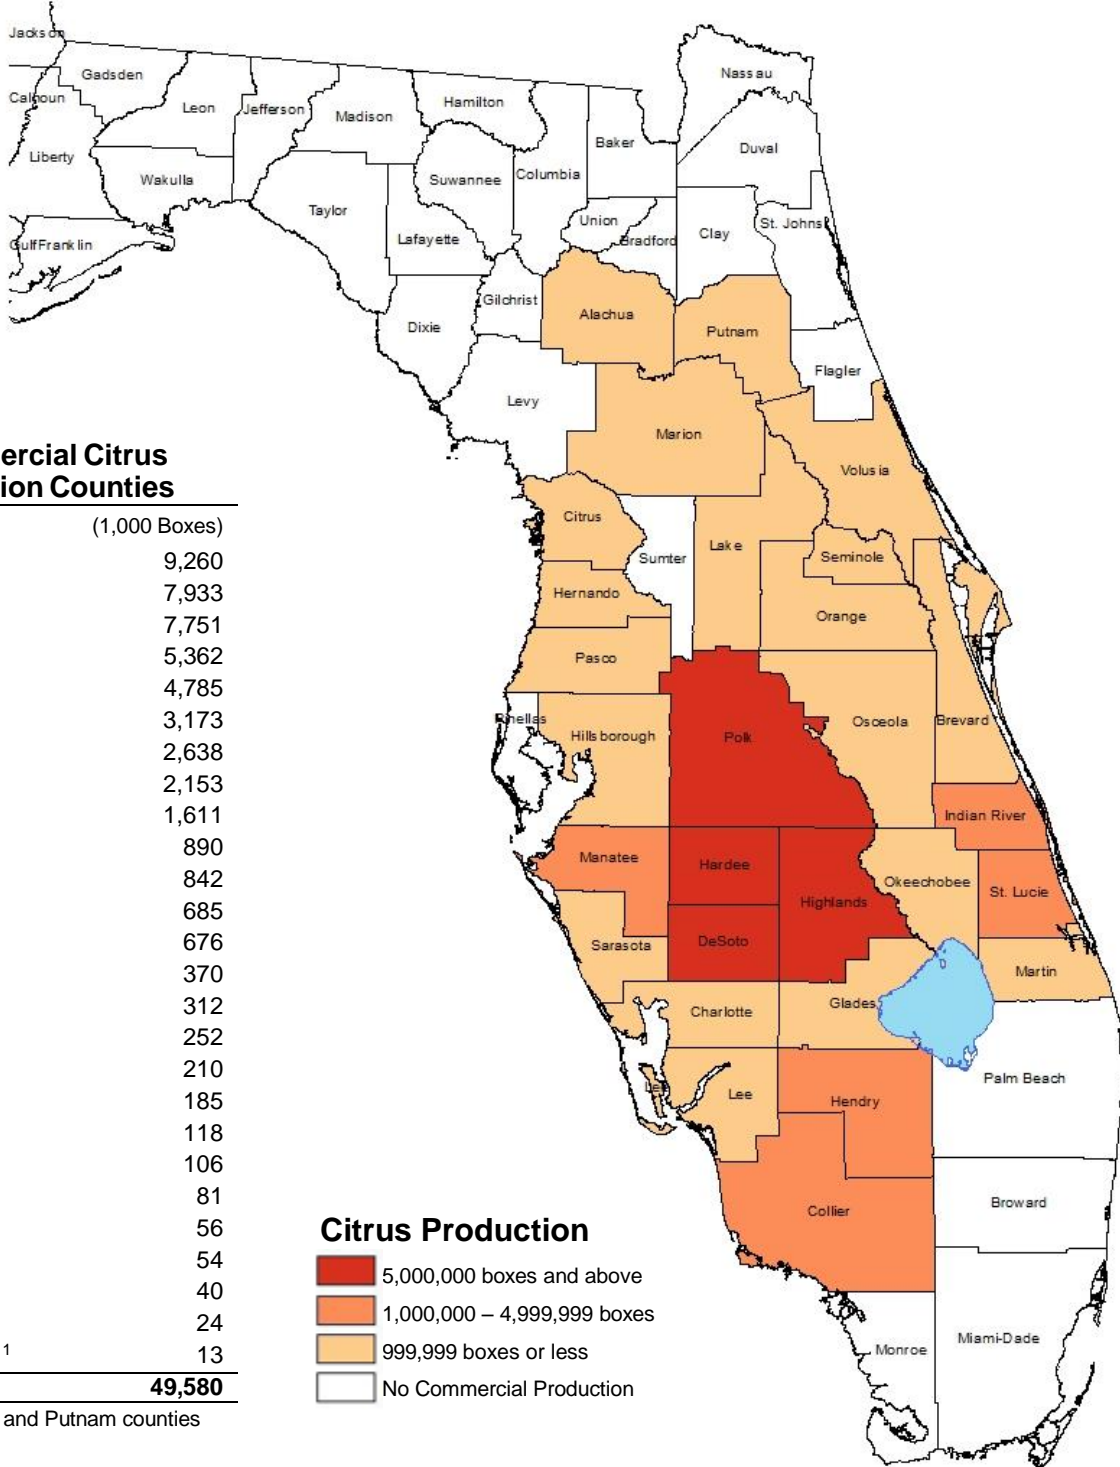 Jackson
Gadsden
Calhoun
Leon
Jefferson
Madison
Hamilton
Nassau
Baker
Duval
Liberty
Wakulla
Suwannee
Columbia
Taylor
Union
Bradford
Clay
St. Johns
Gulf
Franklin
Lafayette
Gilchrist
Alachua
Putnam
Dixie
Flagler
Levy
Marion
Volusia
Citrus
Sumter
Lake
Seminole
Hernando
Orange
Pasco
Pinellas
Hillsborough
Polk
Osceola
Brevard
Indian River
Manatee
Hardee
Okeechobee
Highlands
St. Lucie
Sarasota
DeSoto
Martin
Charlotte
Glades
Palm Beach
Lee
Lee
Hendry
Collier
Broward
Monroe
Miami-Dade
ercial Citrus
ion Counties
(1,000 Boxes)
9,260
7,933
7,751
5,362
4,785
3,173
2,638
2,153
1,611
890
842
685
676
370
312
252
210
185
118
106
81
56
54
40
24
1 13
49,580
and Putnam counties
Citrus Production
5,000,000 boxes and above
1,000,000 – 4,999,999 boxes
999,999 boxes or less
No Commercial Production